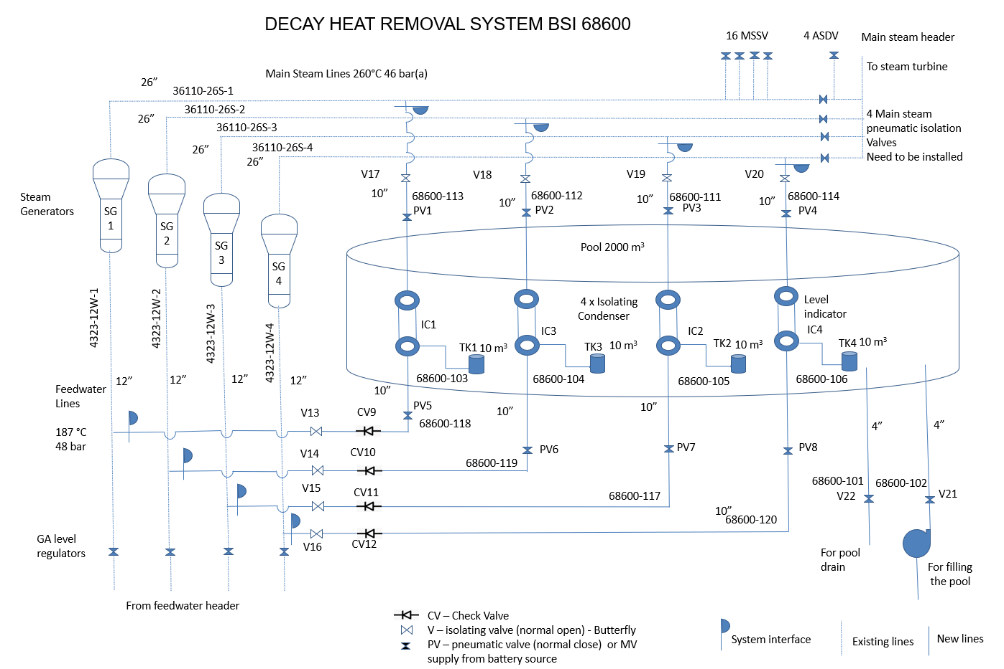 DECAY HEAT REMOVAL SYSTEM BSI 68600
16 MSSV
4 ASDV
Main steam header
To steam turbine
Main Steam Lines 260°C 46 bar(a)
26”
36110-26S-1
26”
36110-26S-2
26”
36110-26S-3
26”
36110-26S-4
4 Main steam
pneumatic isolation
Valves
Need to be installed
V17
V18
V19
V20
10”
68600-113
10”
68600-112
10”
68600-111
10”
68600-114
PV1
PV2
PV3
PV4
Steam
Generators
SG
1
SG
2
SG
3
SG
4
Pool 2000 m³
4 x Isolating
Condenser
Level
indicator
IC1
IC3
IC2
IC4
TK1 10 m³
TK3
10 m³
TK2 10 m³
TK4 10 m³
68600-103
68600-104
68600-105
68600-106
4323-12W-1
4323-12W-2
4323-12W-3
4323-12W-4
12”
12”
12”
12”
Feedwater
Lines
187 °C
48 bar
10”
10”
10”
10”
PV5
68600-118
V13
CV9
V14
CV10
68600-119
PV6
V15
CV11
68600-117
PV7
V16
CV12
68600-120
PV8
4”
4”
68600-101
68600-102
V22
V21
For pool
drain
For filling
the pool
GA level
regulators
From feedwater header
CV – Check Valve
V – isolating valve (normal open) - Butterfly
PV – pneumatic valve (normal close) or MV
supply from battery source
System interface
Existing lines
New lines